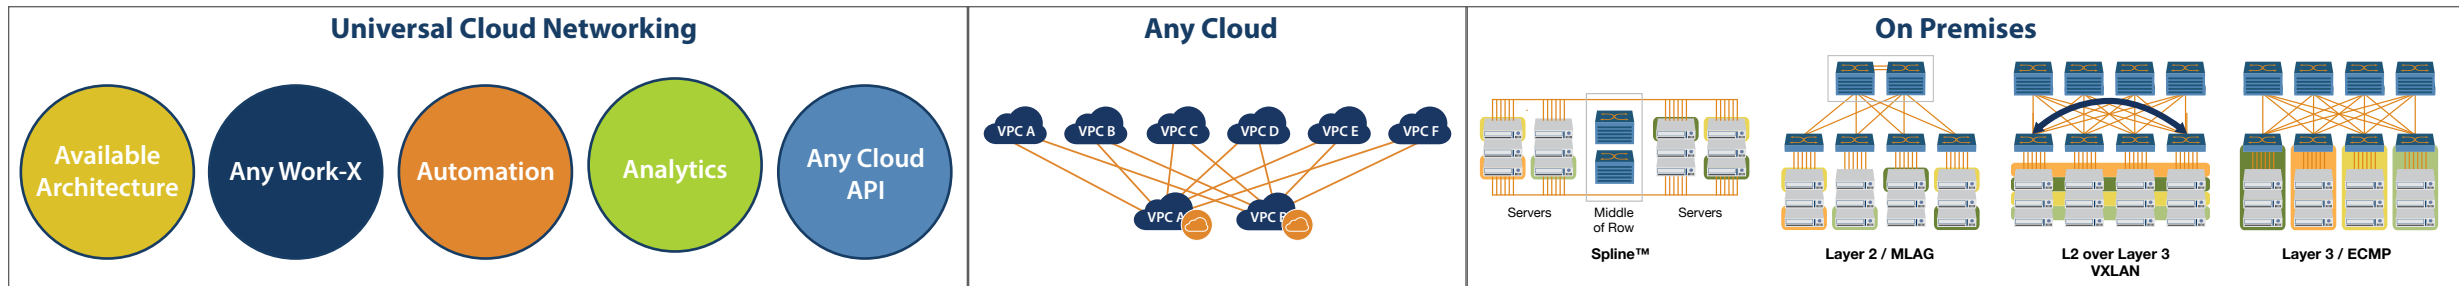 Universal Cloud Networking
Available
Architecture
Any Work-X
Automation
Analytics
Any Cloud
API
Any Cloud
VPC A
VPC B
VPC C
VPC D
VPC E
VPC F
VPC A
VPC B
On Premises
Servers
Middle
of Row
Servers
Spline™
Layer 2 / MLAG
L2 over Layer 3
VXLAN
Layer 3 / ECMP